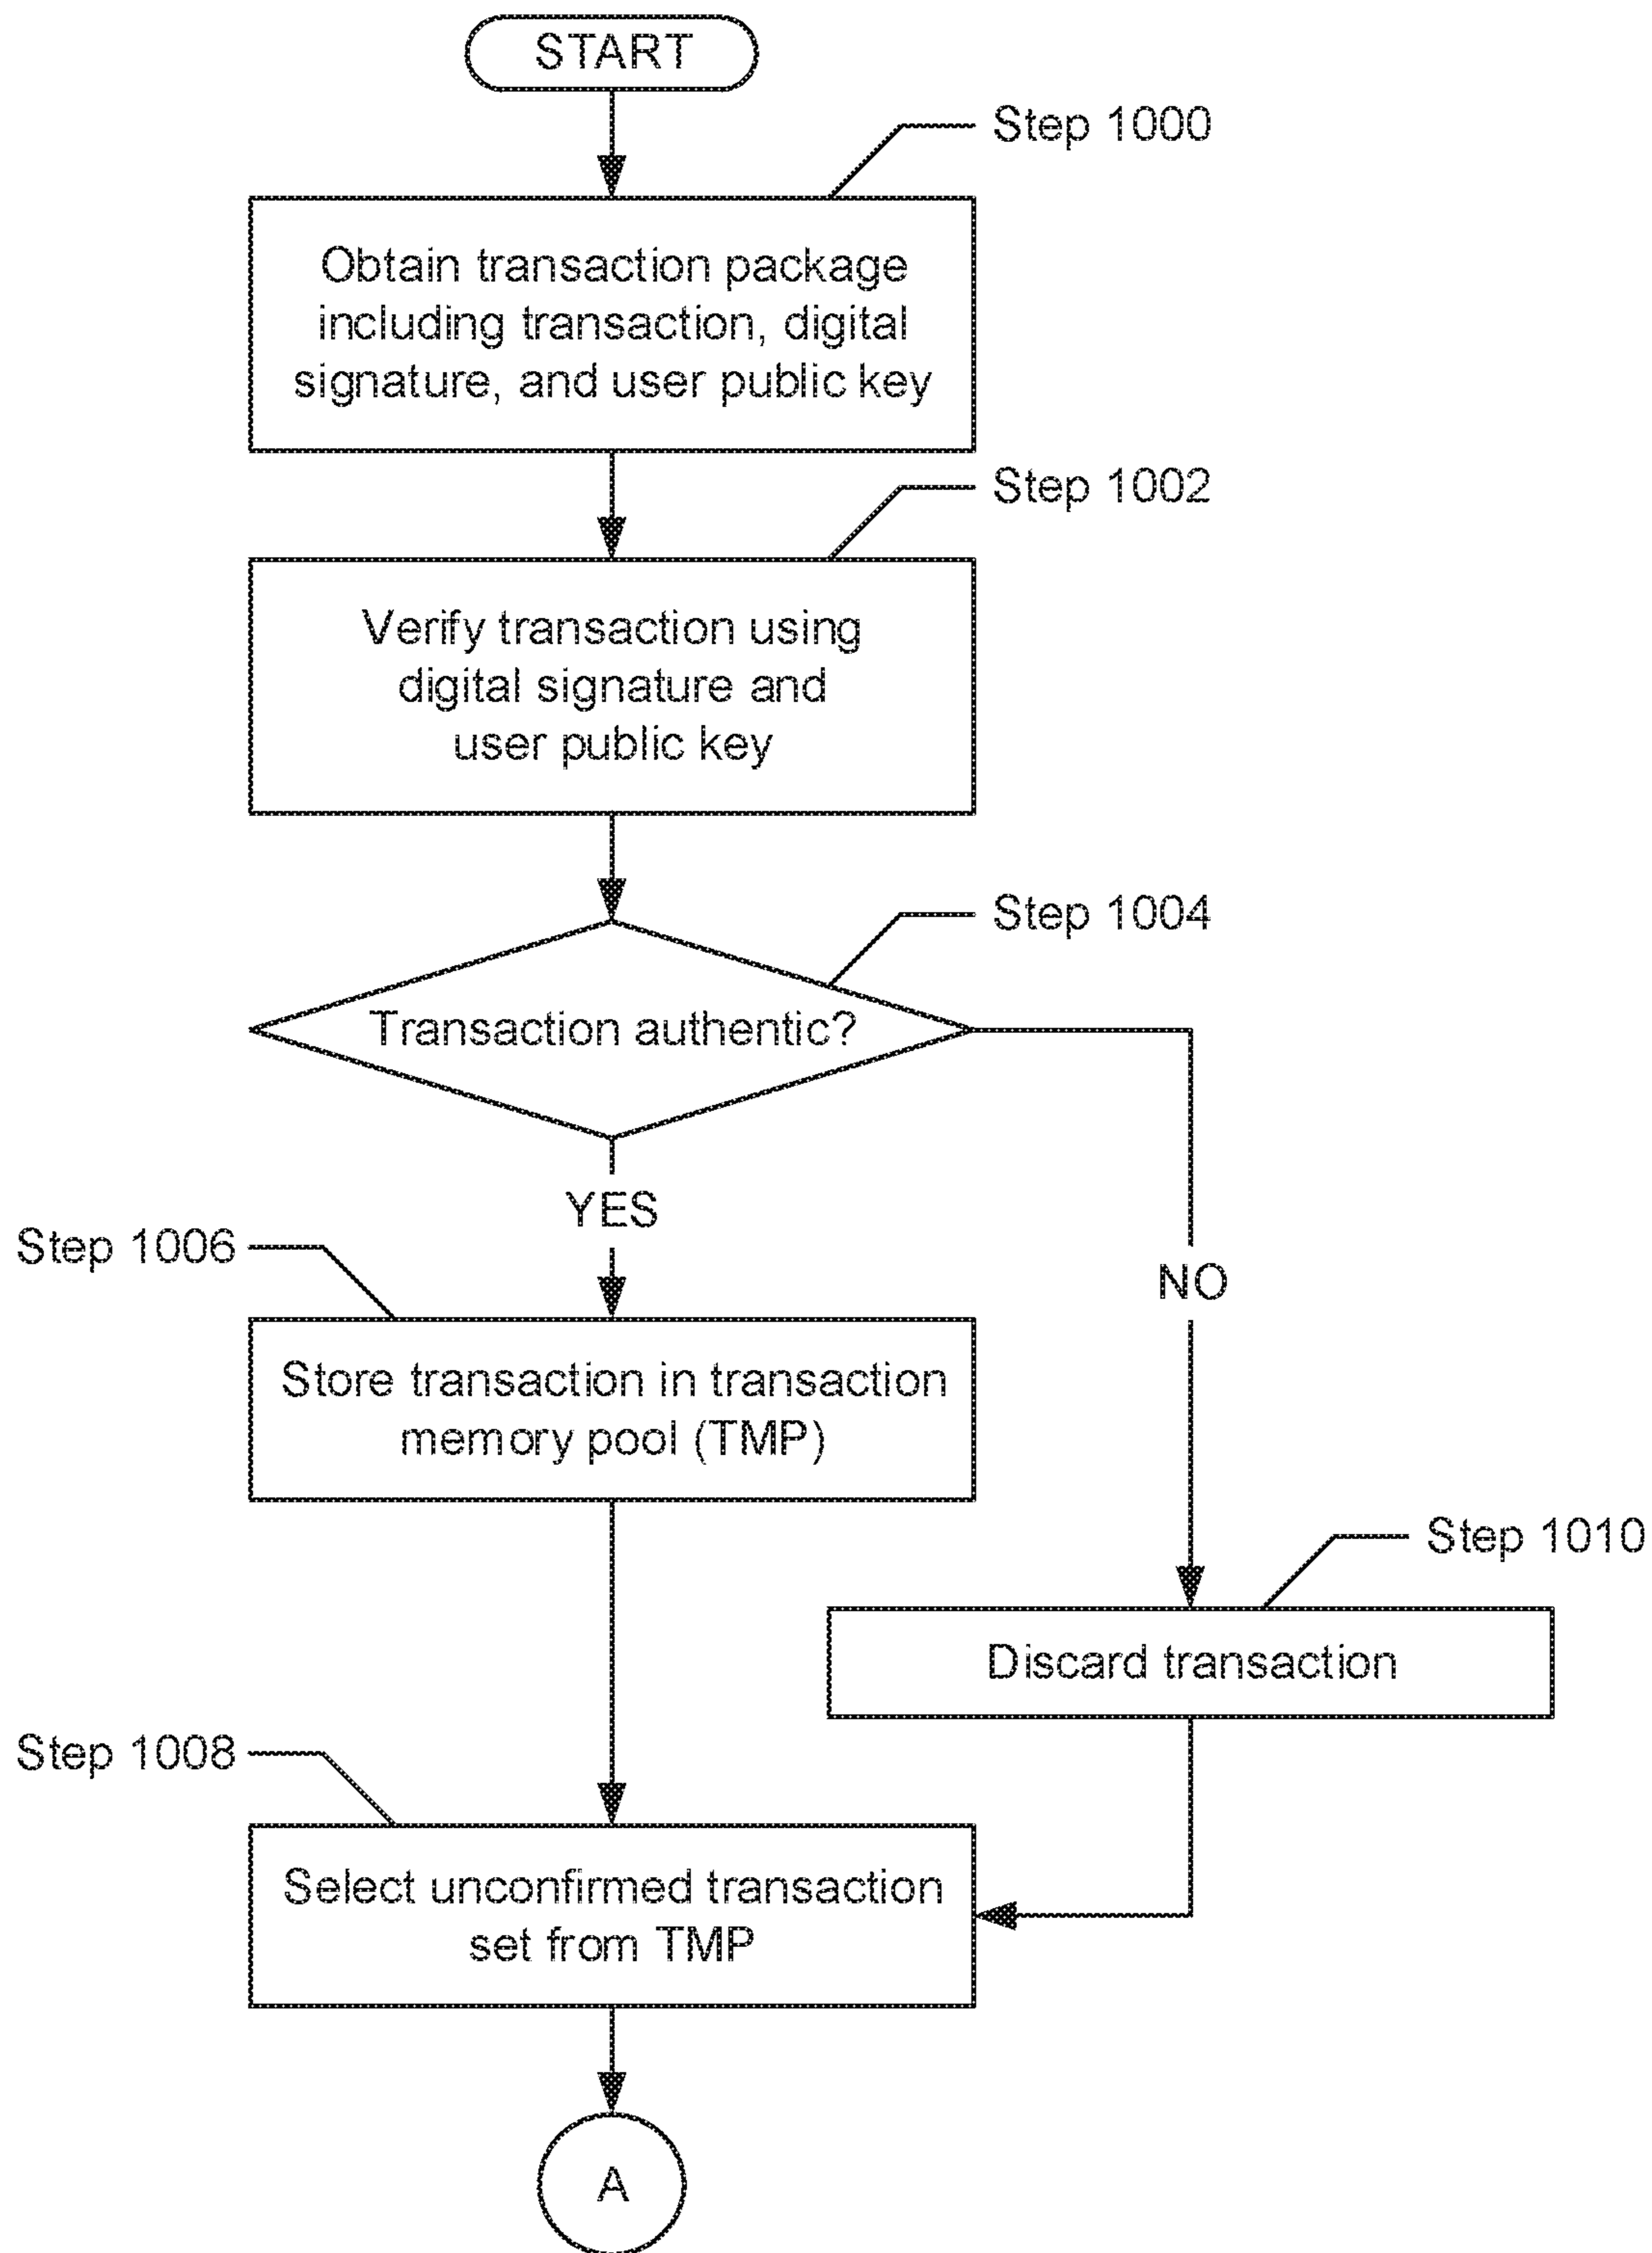 START
Step 1000
Obtain transaction package
including transaction, digital
signature, and user public key
Step 1002
Verify transaction using
digital signature and
user public key
Step 1004
Transaction authentic?
YES
Step 1006
NO
Store transaction in transaction
memory pool (TMP)
Step 1010
Discard transaction
Step 1008
Select unconfirmed transaction
set from TMP
A